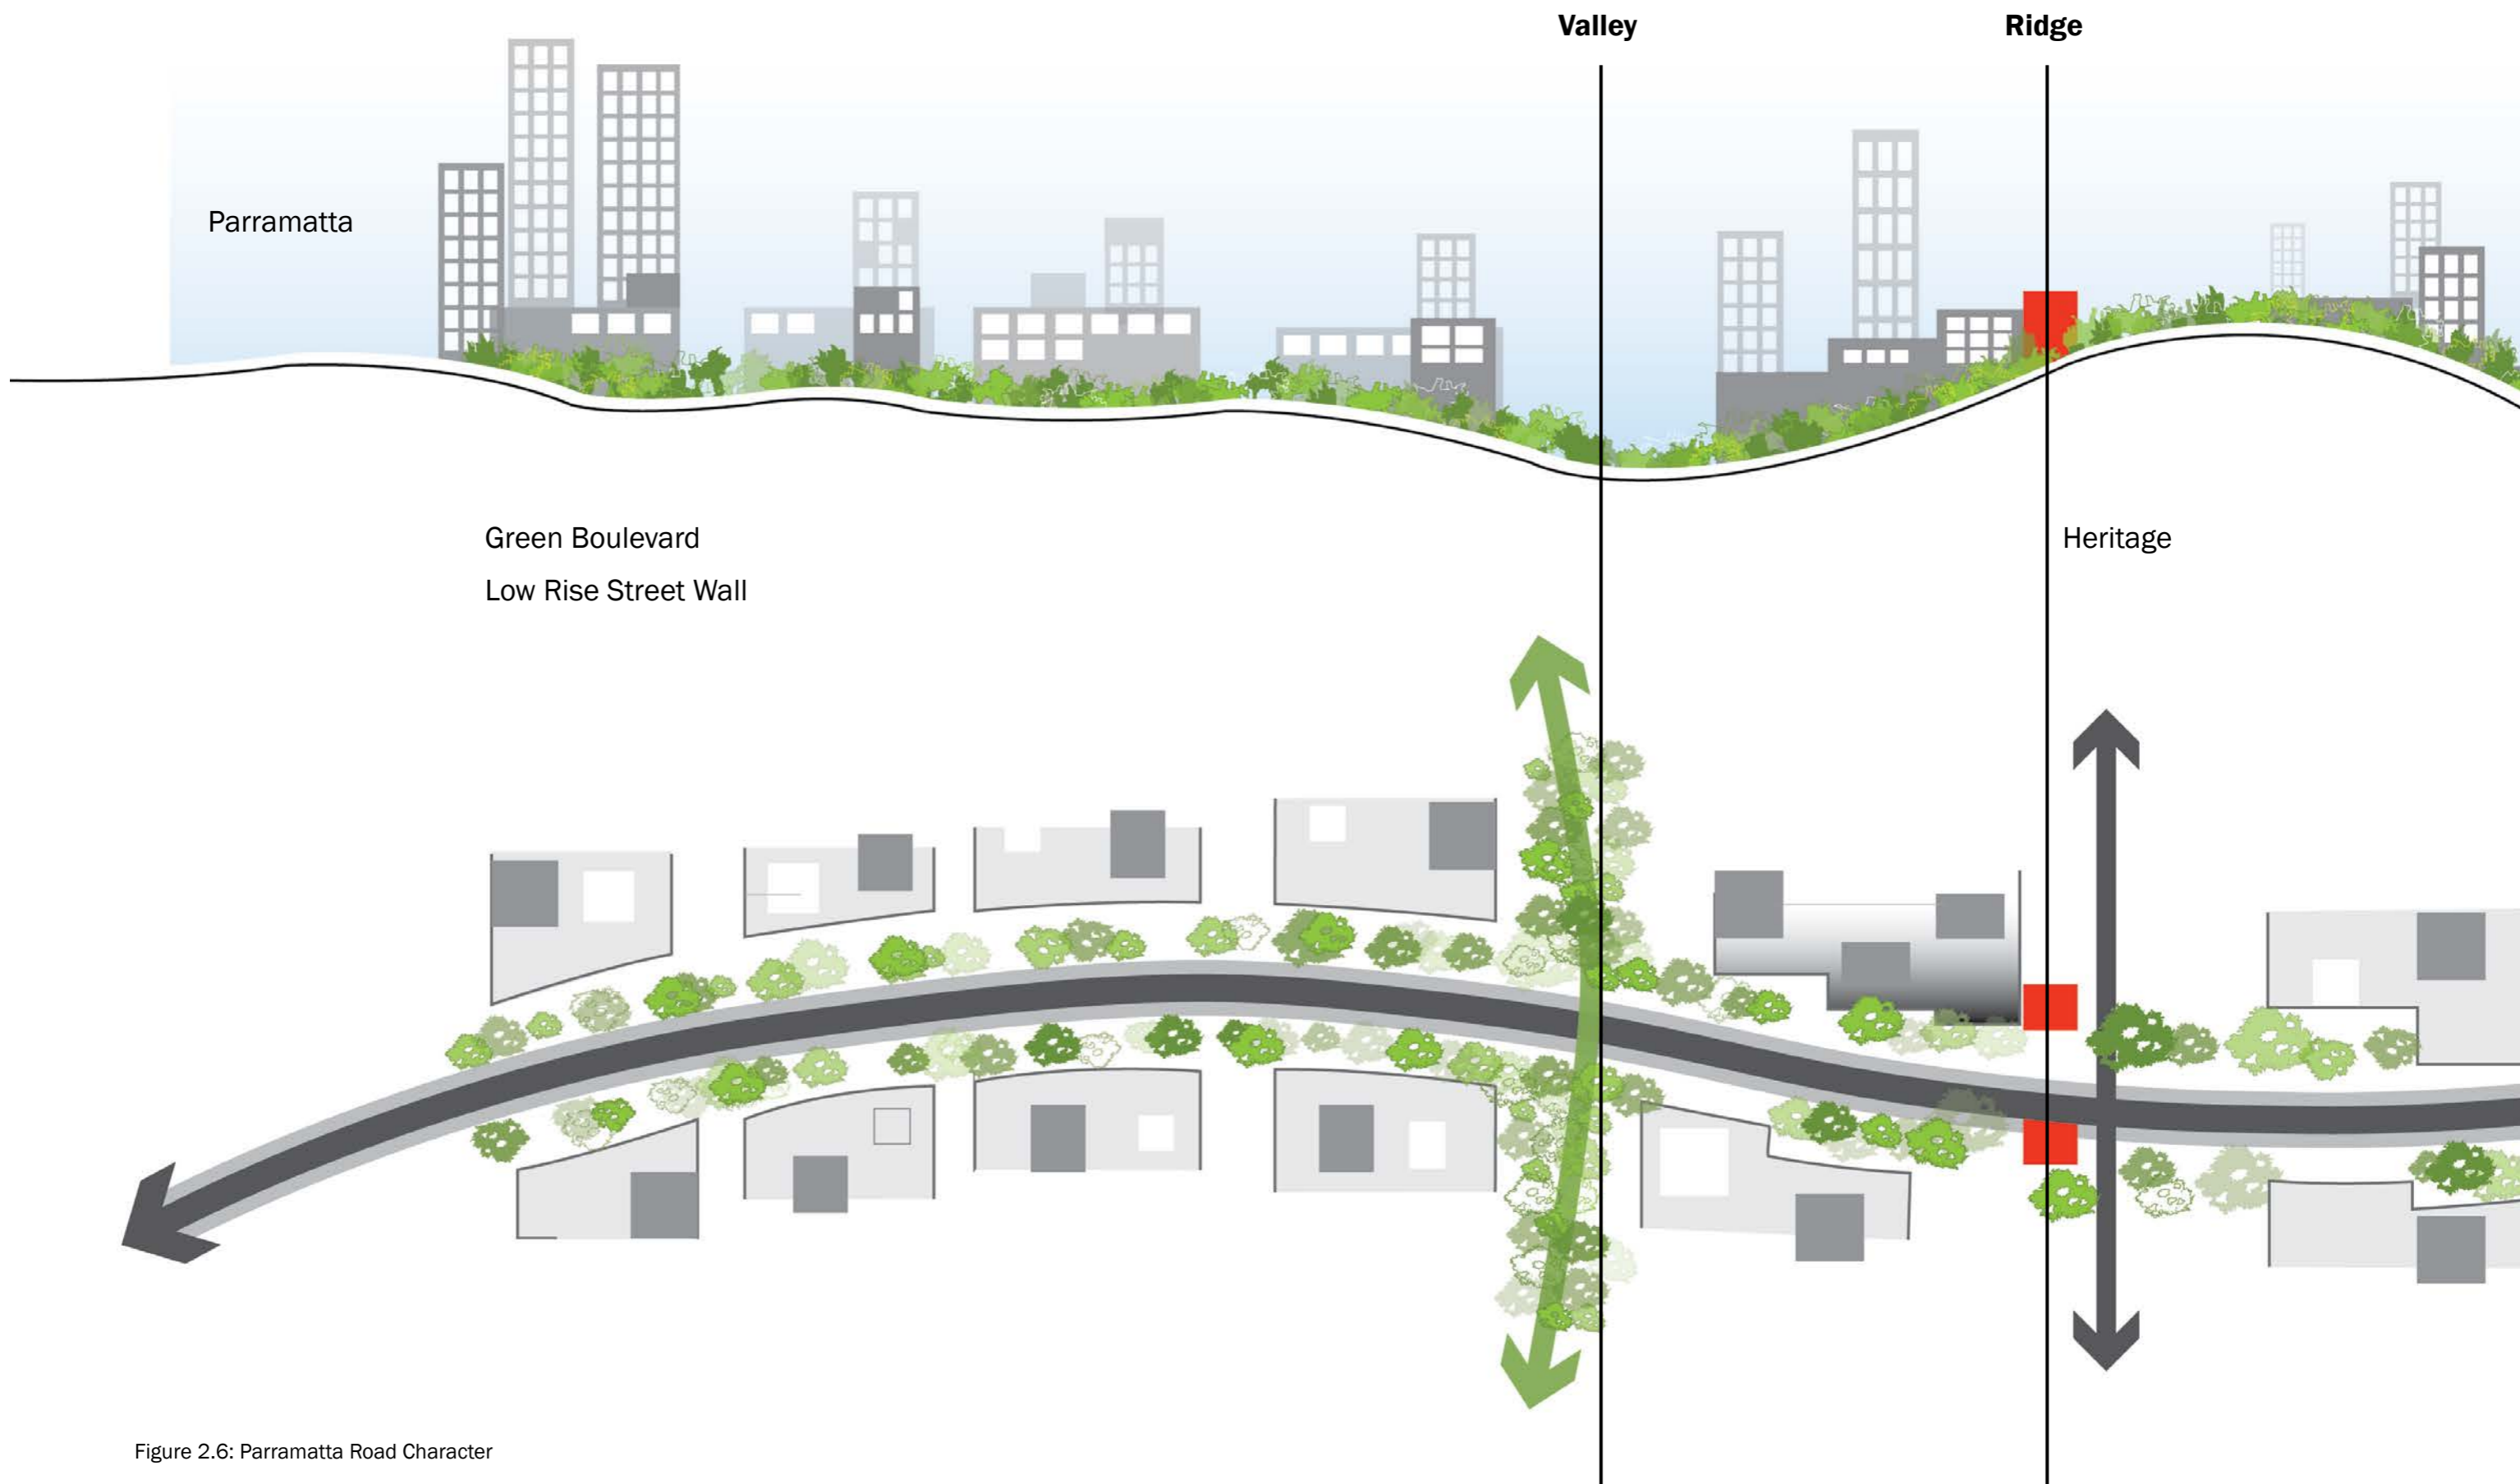 Valley
Ridge
Parramatta
Green Boulevard
Low Rise Street Wall
Heritage
Figure 2.6: Parramatta Road Character